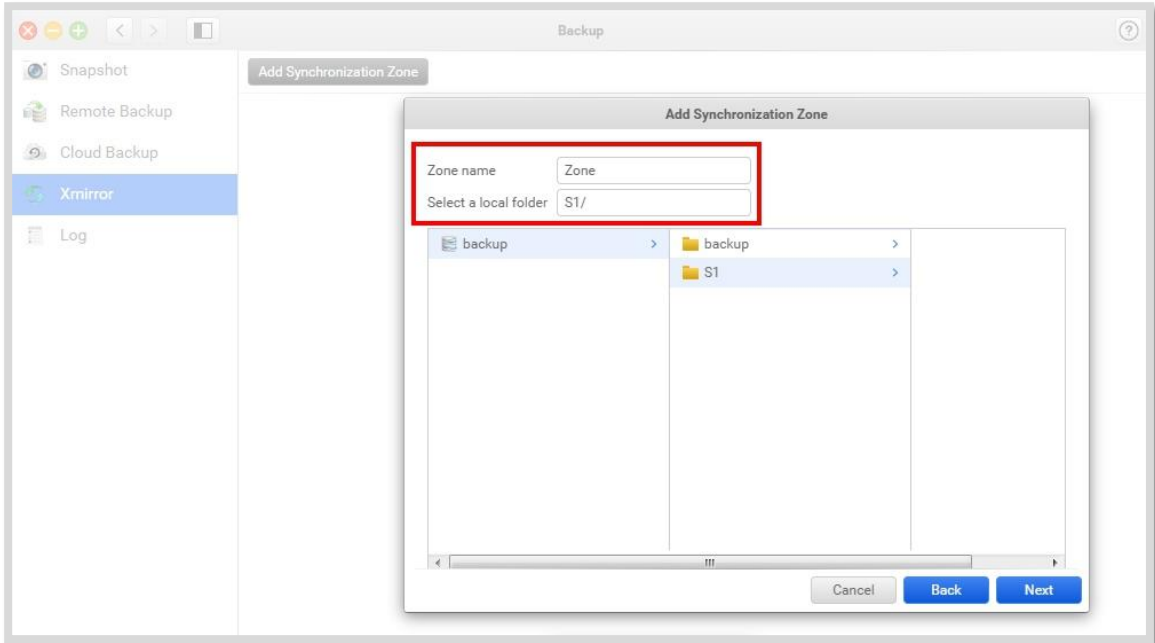 Backup
?
Snapshot
Remote Backup
Cloud Backup
Xmirror
Log
Add Synchronization Zone
Add Synchronization Zone
Zone name Zone
Select a local folder S1/
backup
backup
S1
Cancel Back Next